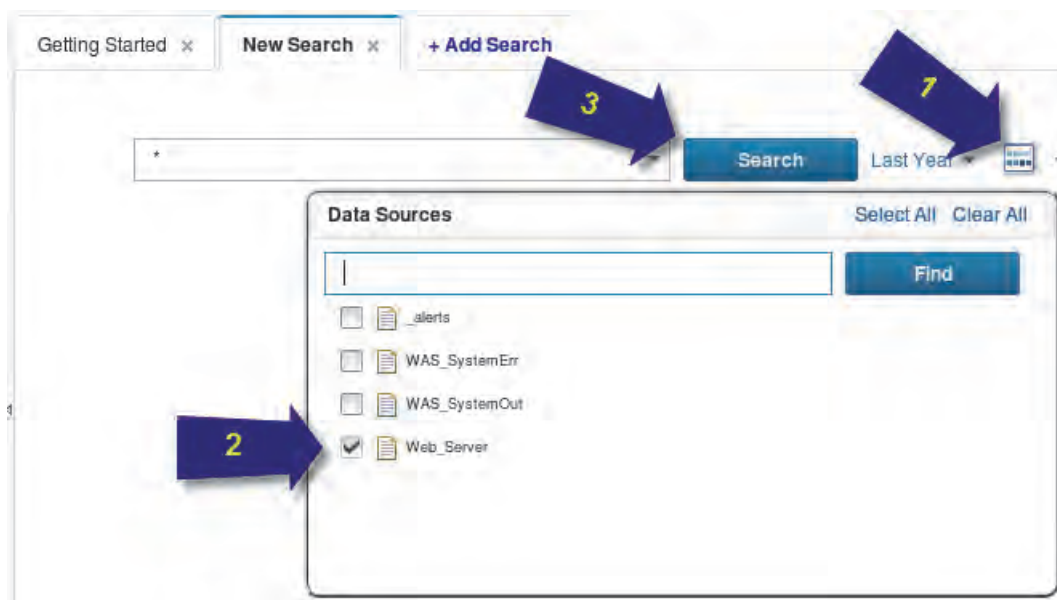 Getting Started × New Search × + Add Search
3 1
* Search Last Year
Data Sources Select All Clear All
Find
_alerts
WAS_SystemErr
WAS_SystemOut
2 Web_Server